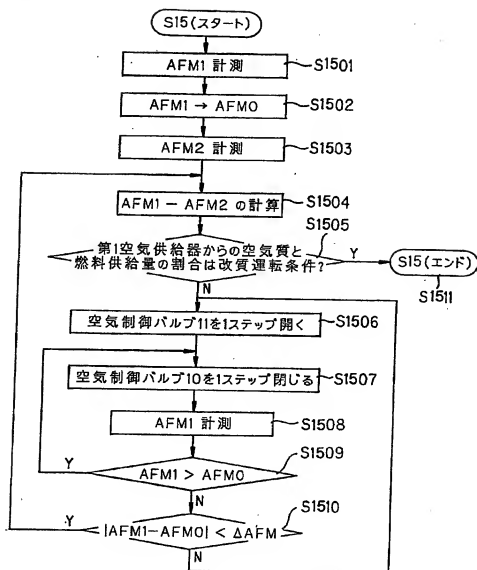 S15(スタート)
AFM1 計測
S1501
AFM1 → AFM0
S1502
AFM2 計測
S1503
AFM1 − AFM2 の計算
S1504
S1505
第1空気供給器からの空気質と
燃料供給量の割合は改質運転条件?
Y
S15(エンド)
S1511
N
空気制御バルブ11を1ステップ開く
S1506
空気制御バルブ10を1ステップ閉じる
S1507
AFM1 計測
S1508
S1509
Y
AFM1 > AFM0
N
S1510
Y
|AFM1−AFM0| < ΔAFM
N